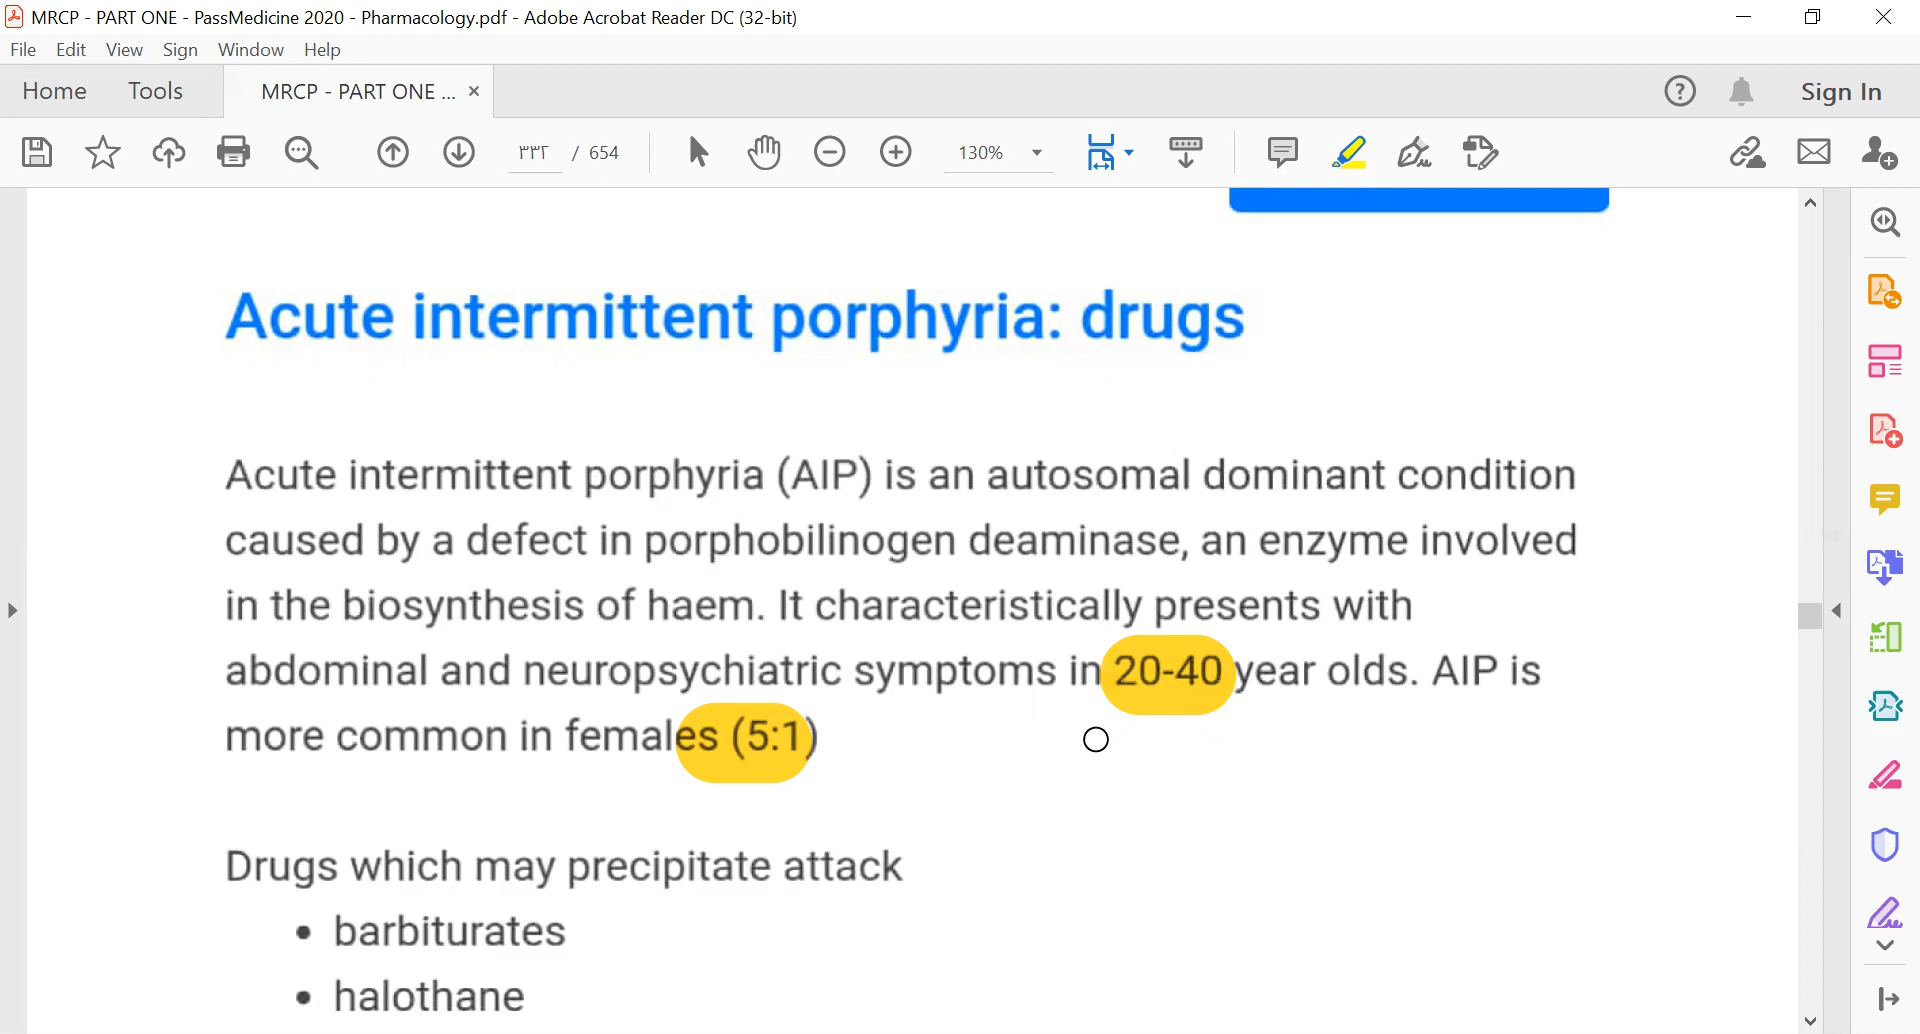 MRCP - PART ONE - PassMedicine 2020 - Pharmacology.pdf - Adobe Acrobat Reader DC (32-bit)
File Edit View Sign Window Help
Home Tools MRCP - PART ONE ... × Sign In
٣٣٢ / 654 130%
Acute intermittent porphyria: drugs
Acute intermittent porphyria (AIP) is an autosomal dominant condition
caused by a defect in porphobilinogen deaminase, an enzyme involved
in the biosynthesis of haem. It characteristically presents with
abdominal and neuropsychiatric symptoms in 20-40 year olds. AIP is
more common in females (5:1)
Drugs which may precipitate attack
• barbiturates
• halothane